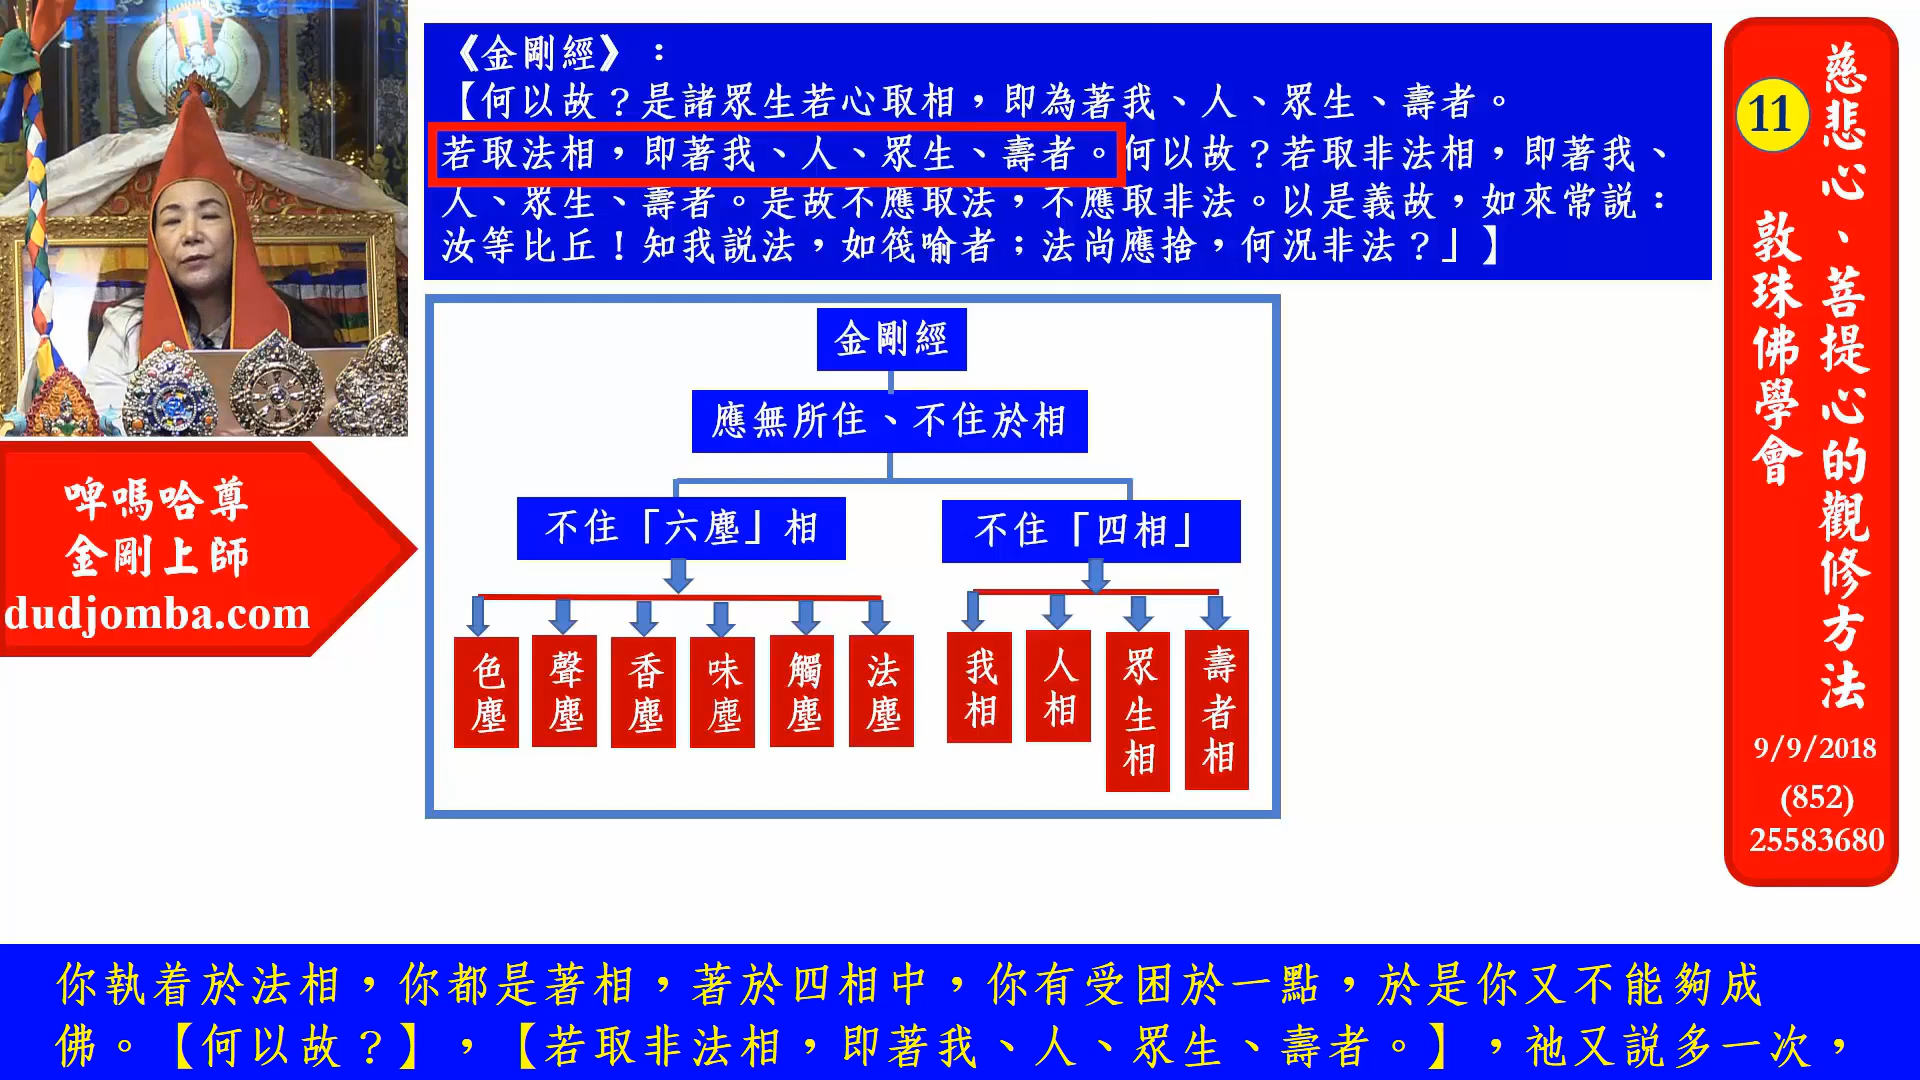 《金剛經》：
【何以故？是諸眾生若心取相，即為著我、人、眾生、壽者。
若取法相，即著我、人、眾生、壽者。何以故？若取非法相，即著我、
人、眾生、壽者。是故不應取法，不應取非法。以是義故，如來常説：
汝等比丘！知我説法，如筏喻者；法尚應捨，何況非法？」】
金剛經
應無所住、不住於相
不住「六塵」相
不住「四相」
色塵
聲塵
香塵
味塵
觸塵
法塵
我相
人相
眾生相
壽者相
啤嗎哈尊
金剛上師
dudjomba.com
慈悲心、菩提心的觀修方法
11
敦珠佛學會
9/9/2018
(852)
25583680
你執着於法相，你都是著相，著於四相中，你有受困於一點，於是你又不能夠成
佛。【何以故？】，【若取非法相，即著我、人、眾生、壽者。】，祂又説多一次，